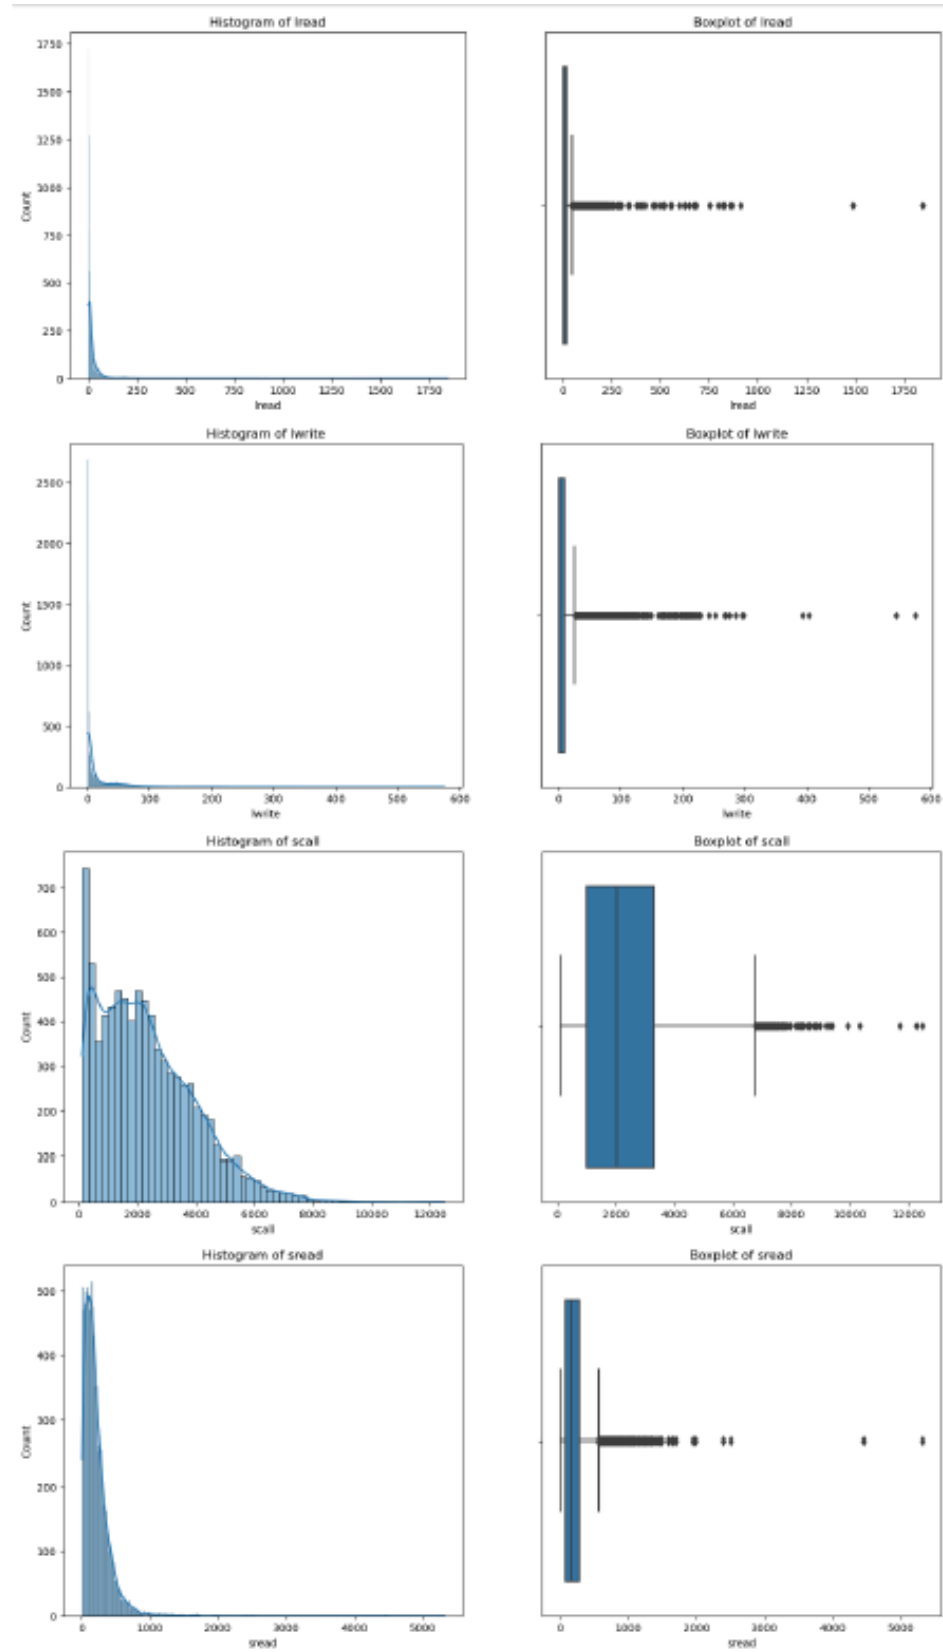 Histogram of lread
Boxplot of lread
1750
1500
1250
1000
750
500
250
0
Count
0 250 500 750 1000 1250 1500 1750
lread
0 250 500 750 1000 1250 1500 1750
lread
Histogram of lwrite
Boxplot of lwrite
2500
2000
1500
1000
500
0
Count
0 100 200 300 400 500 600
lwrite
0 100 200 300 400 500 600
lwrite
Histogram of scall
Boxplot of scall
700
600
500
400
300
200
100
0
Count
0 2000 4000 6000 8000 10000 12000
scall
0 2000 4000 6000 8000 10000 12000
scall
Histogram of sread
Boxplot of sread
500
400
300
200
100
0
Count
0 1000 2000 3000 4000 5000
sread
0 1000 2000 3000 4000 5000
sread